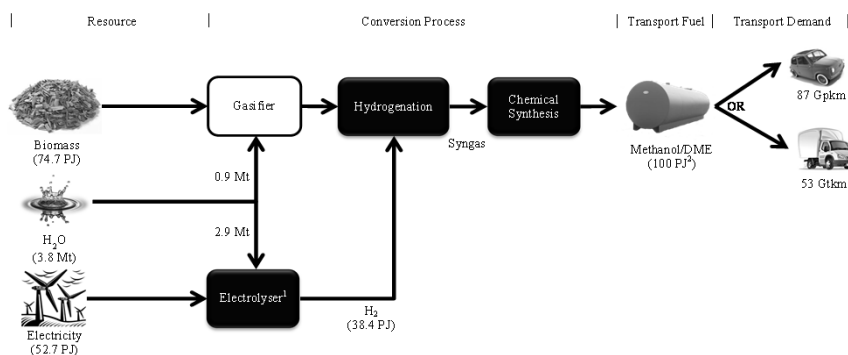 Resource
Conversion Process
Transport Fuel
Transport Demand
Biomass
(74.7 PJ)
Gasifier
Hydrogenation
Syngas
Chemical
Synthesis
Methanol/DME
(100 PJ²)
OR
87 Gpkm
53 Gtkm
0.9 Mt
H₂O
(3.8 Mt)
2.9 Mt
Electricity
(52.7 PJ)
Electrolyser¹
H₂
(38.4 PJ)